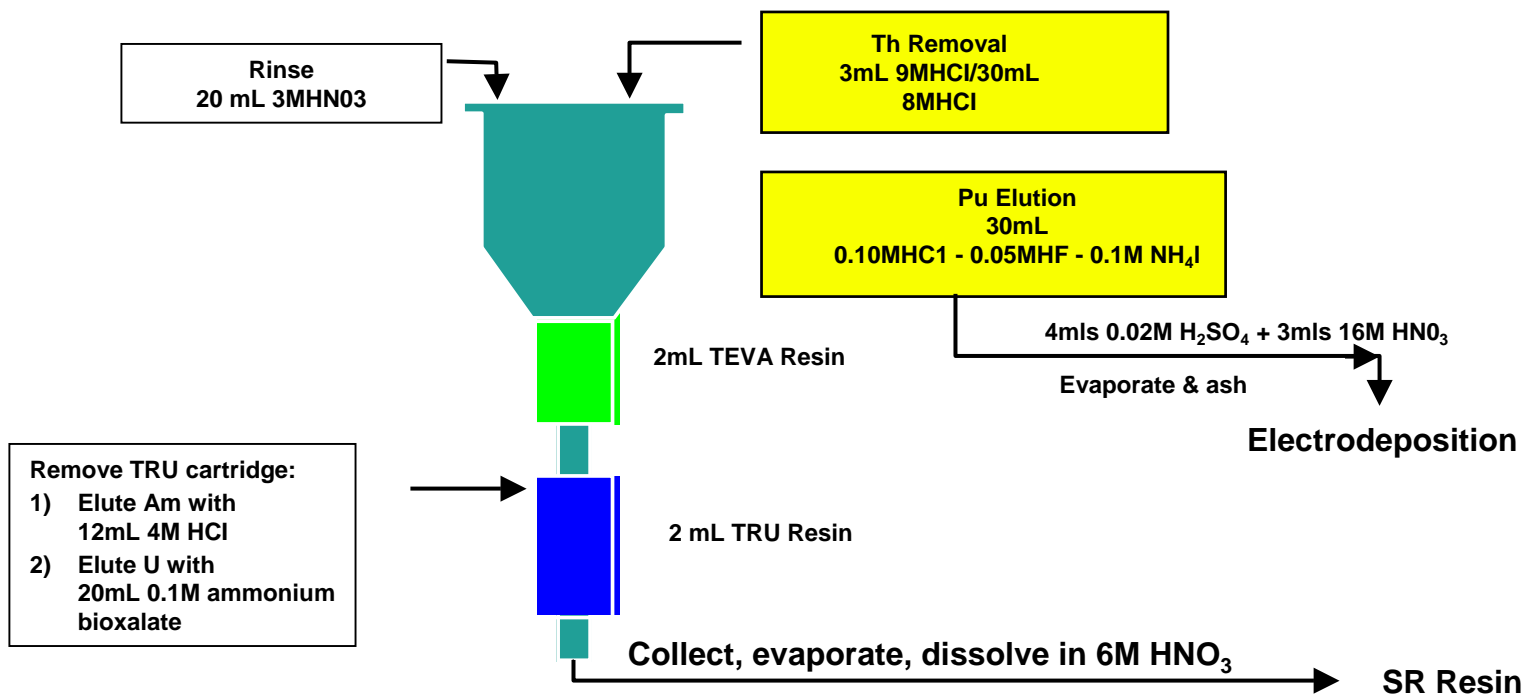 Rinse
20 mL 3MHN03
Th Removal
3mL 9MHCl/30mL
8MHCl
Pu Elution
30mL
0.10MHC1 - 0.05MHF - 0.1M NH₄I
4mls 0.02M H₂SO₄ + 3mls 16M HN0₃
Evaporate & ash
Electrodeposition
2mL TEVA Resin
Remove TRU cartridge:
1) Elute Am with
12mL 4M HCl
2) Elute U with
20mL 0.1M ammonium
bioxalate
2 mL TRU Resin
Collect, evaporate, dissolve in 6M HNO₃
SR Resin